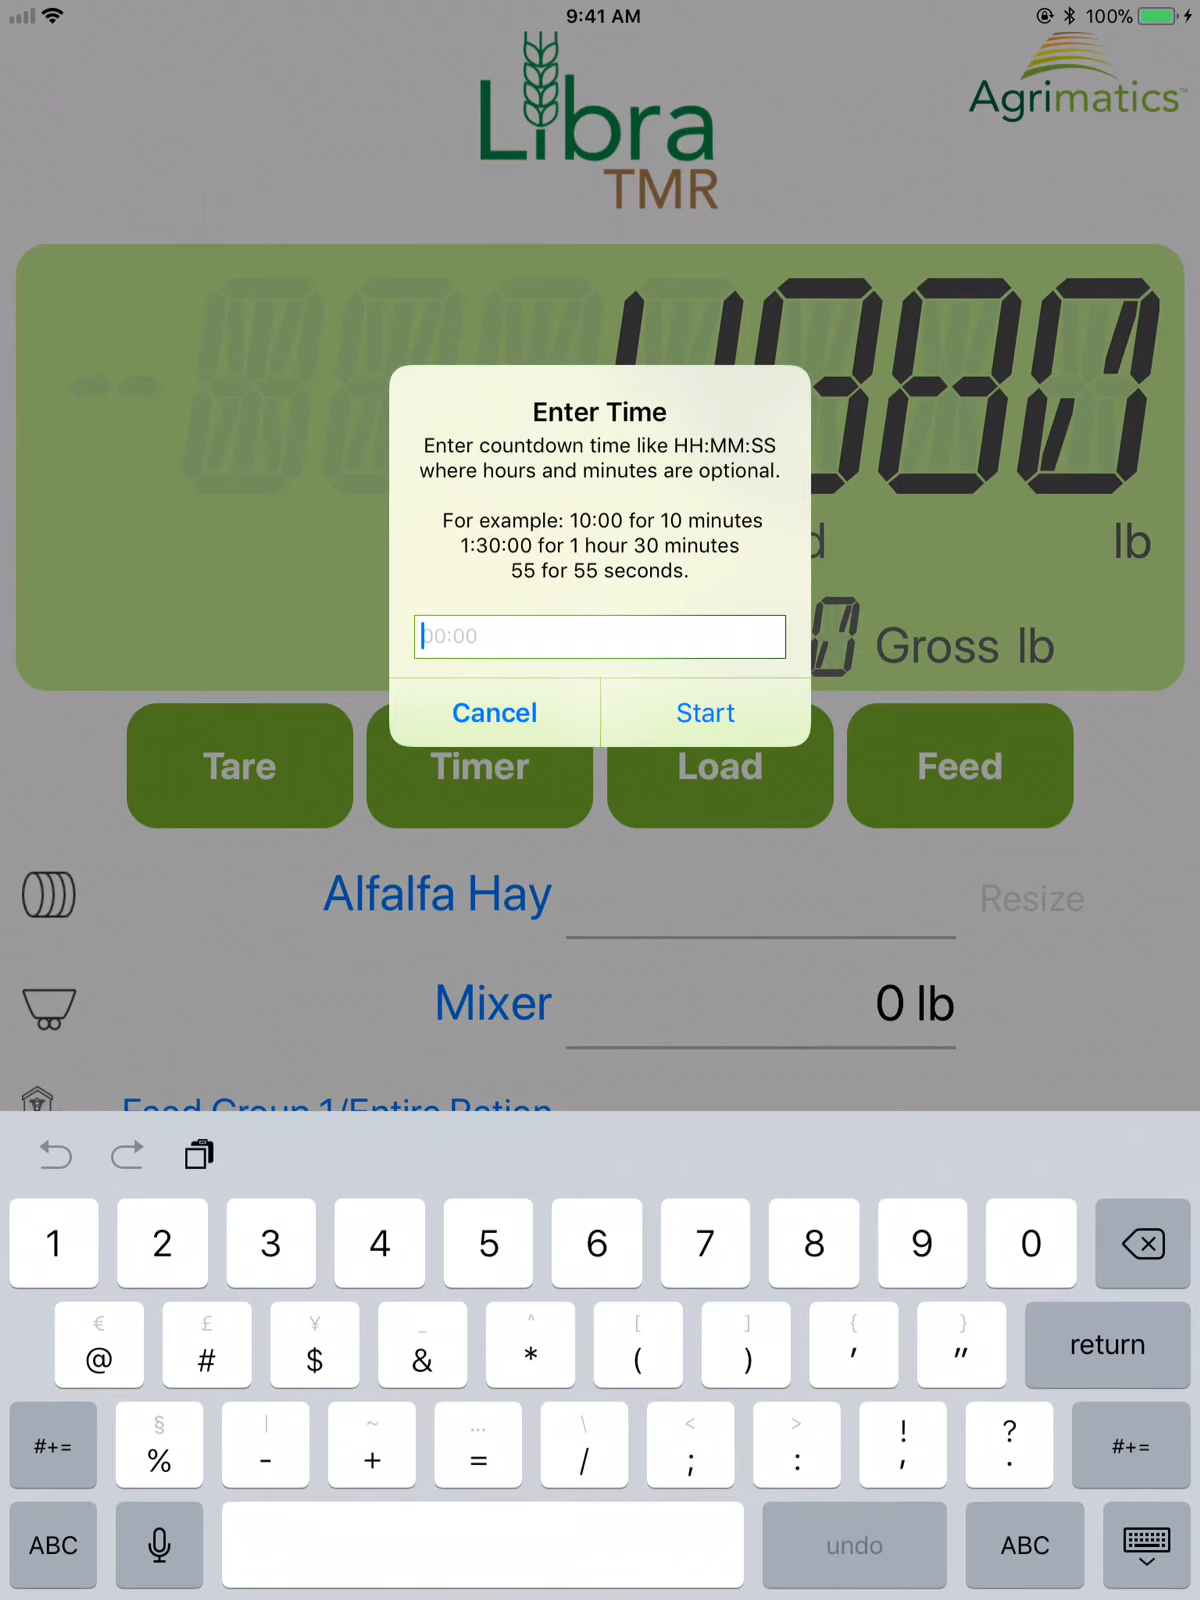 9:41 AM
100%
Libra
TMR
Agrimatics™
lb
0 Gross lb
Enter Time
Enter countdown time like HH:MM:SS
where hours and minutes are optional.
For example: 10:00 for 10 minutes
1:30:00 for 1 hour 30 minutes
55 for 55 seconds.
00:00
Cancel Start
Tare Timer Load Feed
Alfalfa Hay Resize
Mixer 0 lb
Feed Group 1/Entire Ration
1 2 3 4 5 6 7 8 9 0
€ £ ¥ _ ^ [ ] { }
@ # $ & * ( ) ' " return
§ | ~ … \ < > ! ?
#+= % - + = / ; : , . #+=
ABC undo ABC